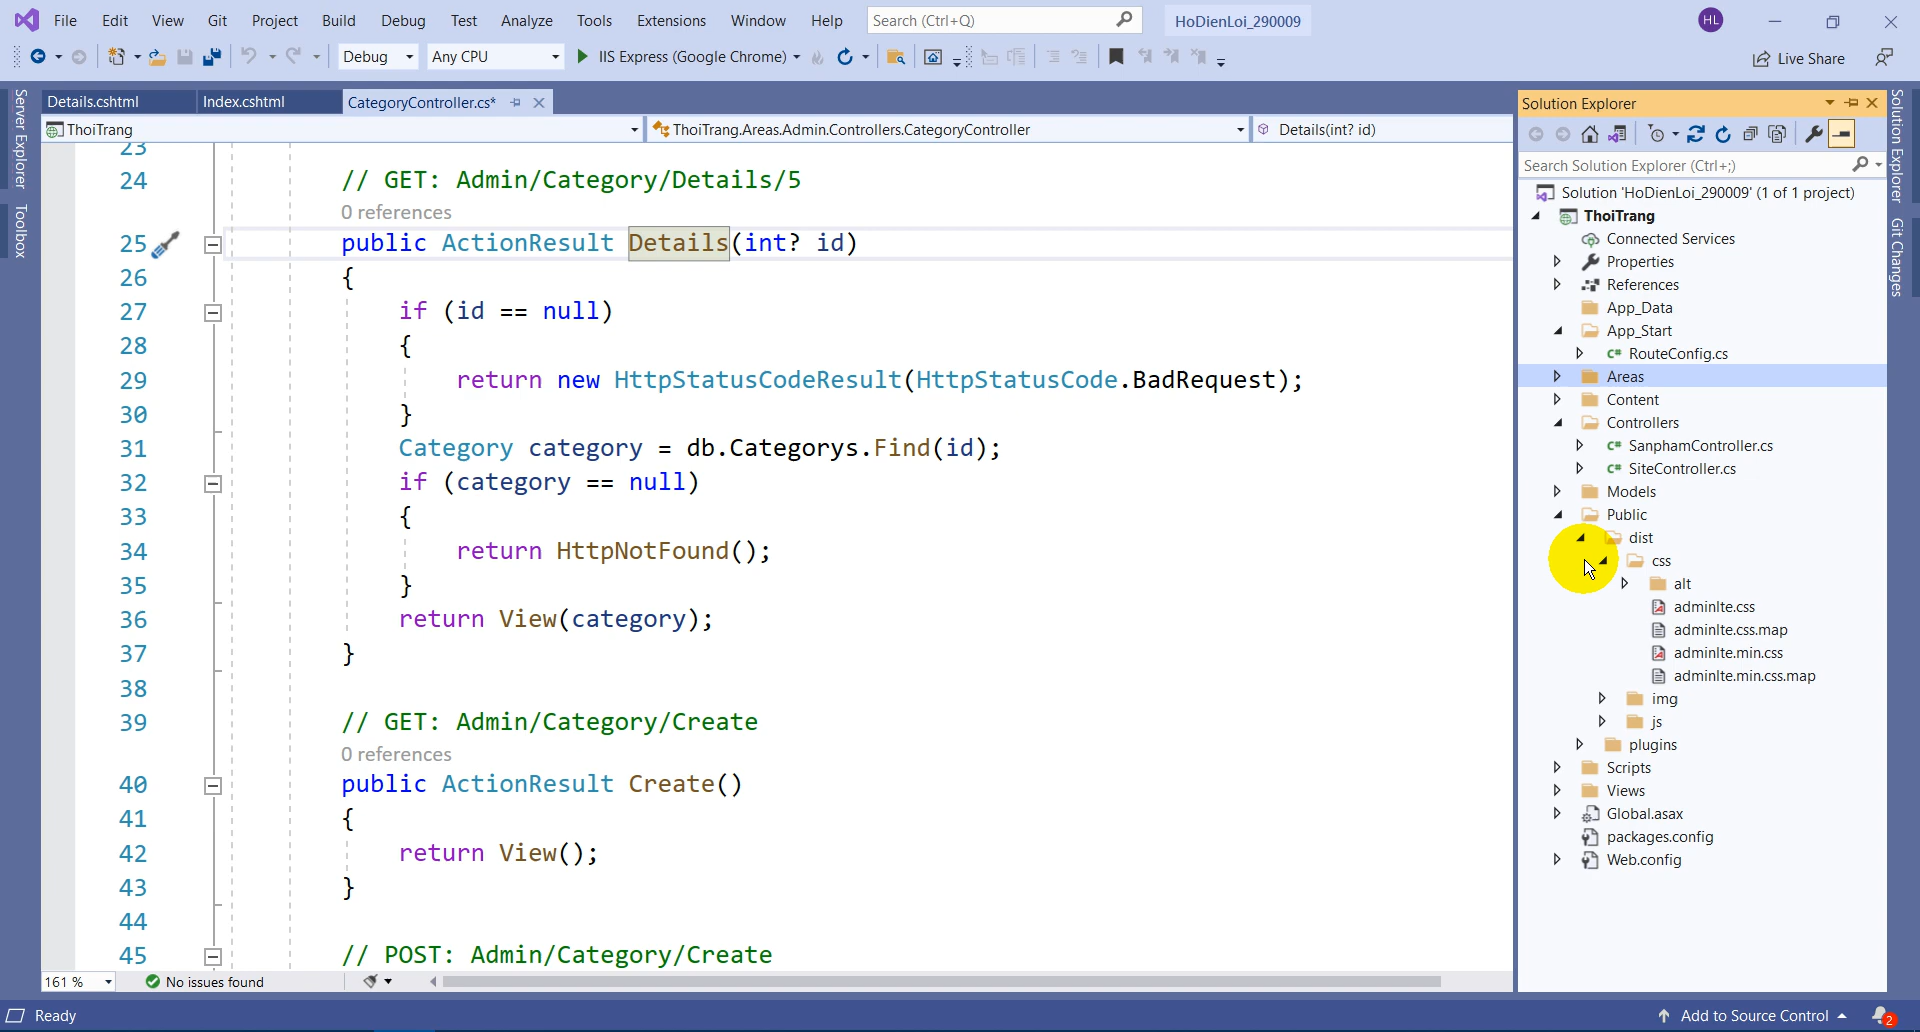 File Edit View Git Project Build Debug Test Analyze Tools Extensions Window Help Search (Ctrl+Q) HoDienLoi_290009 HL
Debug Any CPU IIS Express (Google Chrome) Live Share
Server Explorer
Toolbox
Details.cshtml Index.cshtml CategoryController.cs*
ThoiTrang ThoiTrang.Areas.Admin.Controllers.CategoryController Details(int? id)
23
24 // GET: Admin/Category/Details/5
0 references
25 public ActionResult Details(int? id)
26 {
27 if (id == null)
28 {
29 return new HttpStatusCodeResult(HttpStatusCode.BadRequest);
30 }
31 Category category = db.Categorys.Find(id);
32 if (category == null)
33 {
34 return HttpNotFound();
35 }
36 return View(category);
37 }
38
39 // GET: Admin/Category/Create
0 references
40 public ActionResult Create()
41 {
42 return View();
43 }
44
45 // POST: Admin/Category/Create
161 % No issues found
Solution Explorer
Search Solution Explorer (Ctrl+;)
Solution 'HoDienLoi_290009' (1 of 1 project)
ThoiTrang
Connected Services
Properties
References
App_Data
App_Start
C# RouteConfig.cs
Areas
Content
Controllers
C# SanphamController.cs
C# SiteController.cs
Models
Public
dist
css
alt
adminlte.css
adminlte.css.map
adminlte.min.css
adminlte.min.css.map
img
js
plugins
Scripts
Views
Global.asax
packages.config
Web.config
Solution Explorer
Git Changes
Ready Add to Source Control 2